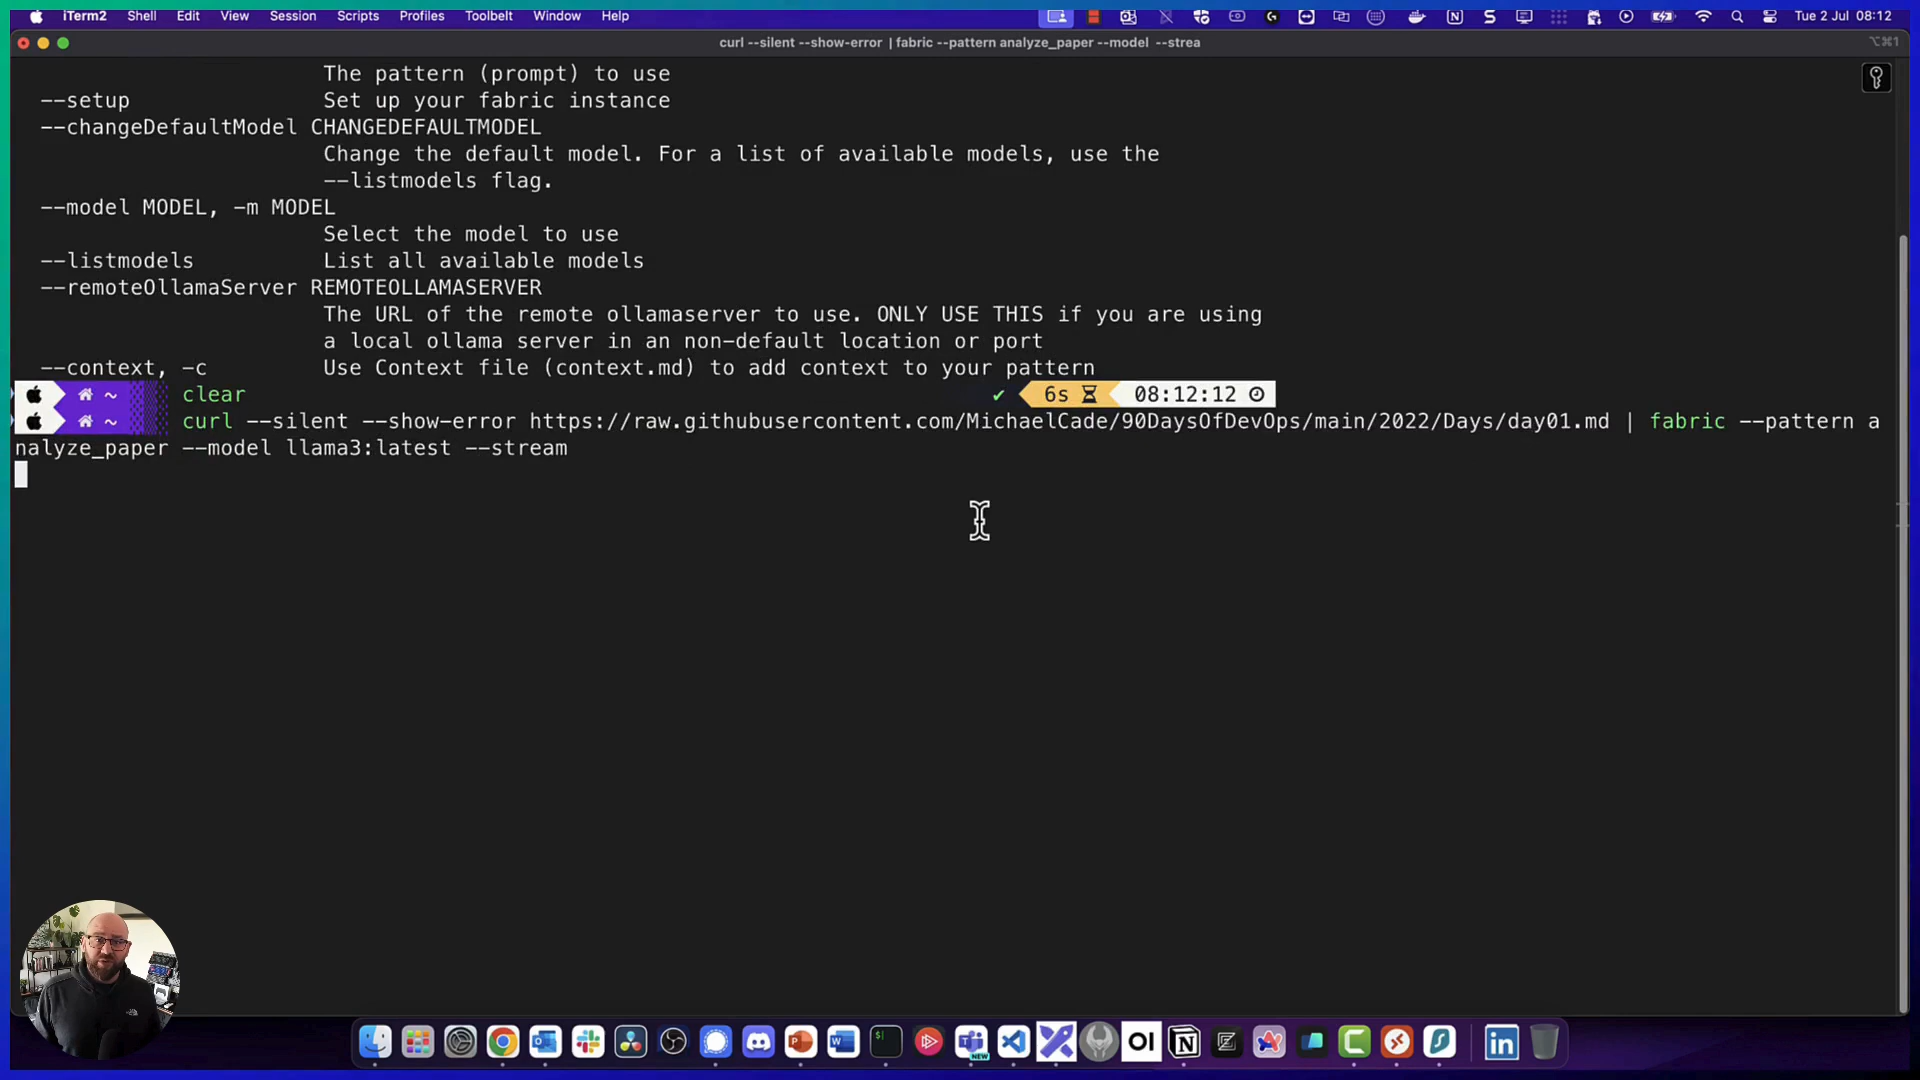 iTerm2 Shell Edit View Session Scripts Profiles Toolbelt Window Help Tue 2 Jul 08:12
curl --silent --show-error | fabric --pattern analyze_paper --model --strea ⌥⌘1
The pattern (prompt) to use
--setup Set up your fabric instance
--changeDefaultModel CHANGEDEFAULTMODEL
Change the default model. For a list of available models, use the
--listmodels flag.
--model MODEL, -m MODEL
Select the model to use
--listmodels List all available models
--remoteOllamaServer REMOTEOLLAMASERVER
The URL of the remote ollamaserver to use. ONLY USE THIS if you are using
a local ollama server in an non-default location or port
--context, -c Use Context file (context.md) to add context to your pattern
~ clear ✔ 6s 08:12:12
~ curl --silent --show-error https://raw.githubusercontent.com/MichaelCade/90DaysOfDevOps/main/2022/Days/day01.md | fabric --pattern a
nalyze_paper --model llama3:latest --stream
NEW
OI
in